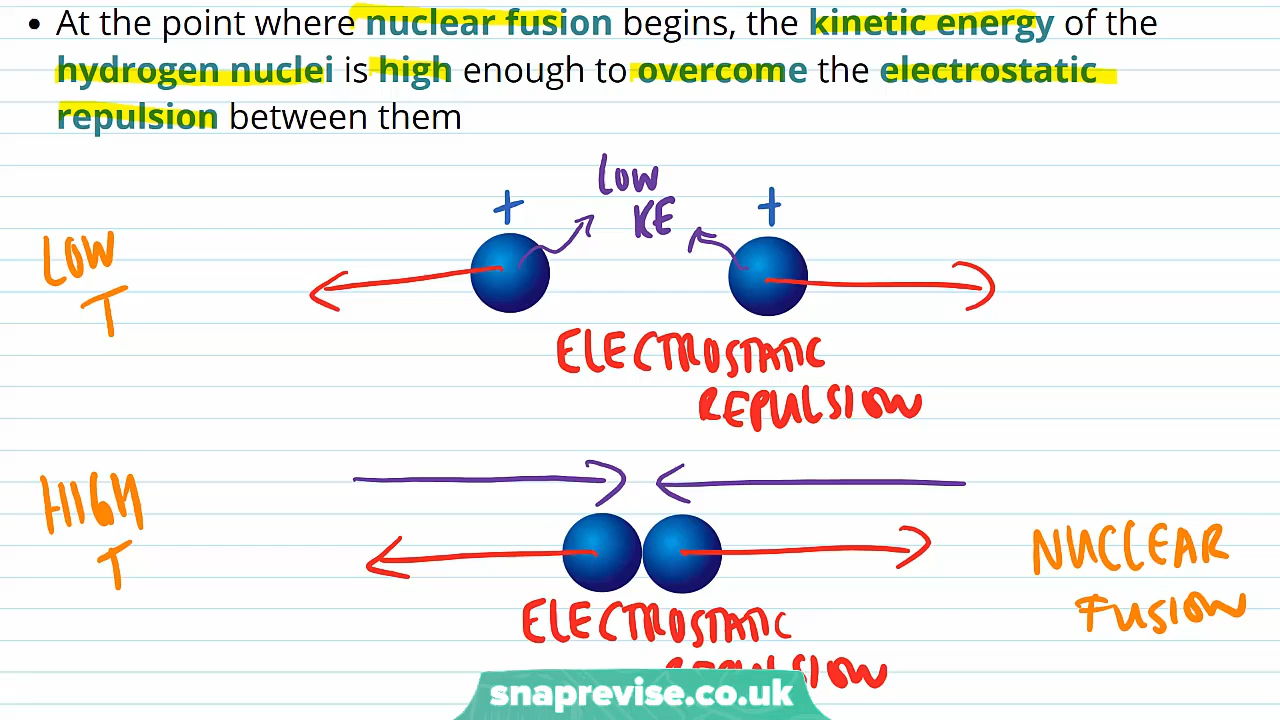 • At the point where nuclear fusion begins, the kinetic energy of the
hydrogen nuclei is high enough to overcome the electrostatic
repulsion between them
LOW
KE
+ +
LOW
T
ELECTROSTATIC
REPULSION
HIGH
T
NUCLEAR
FUSION
ELECTROSTATIC
REPULSION
snaprevise.co.uk